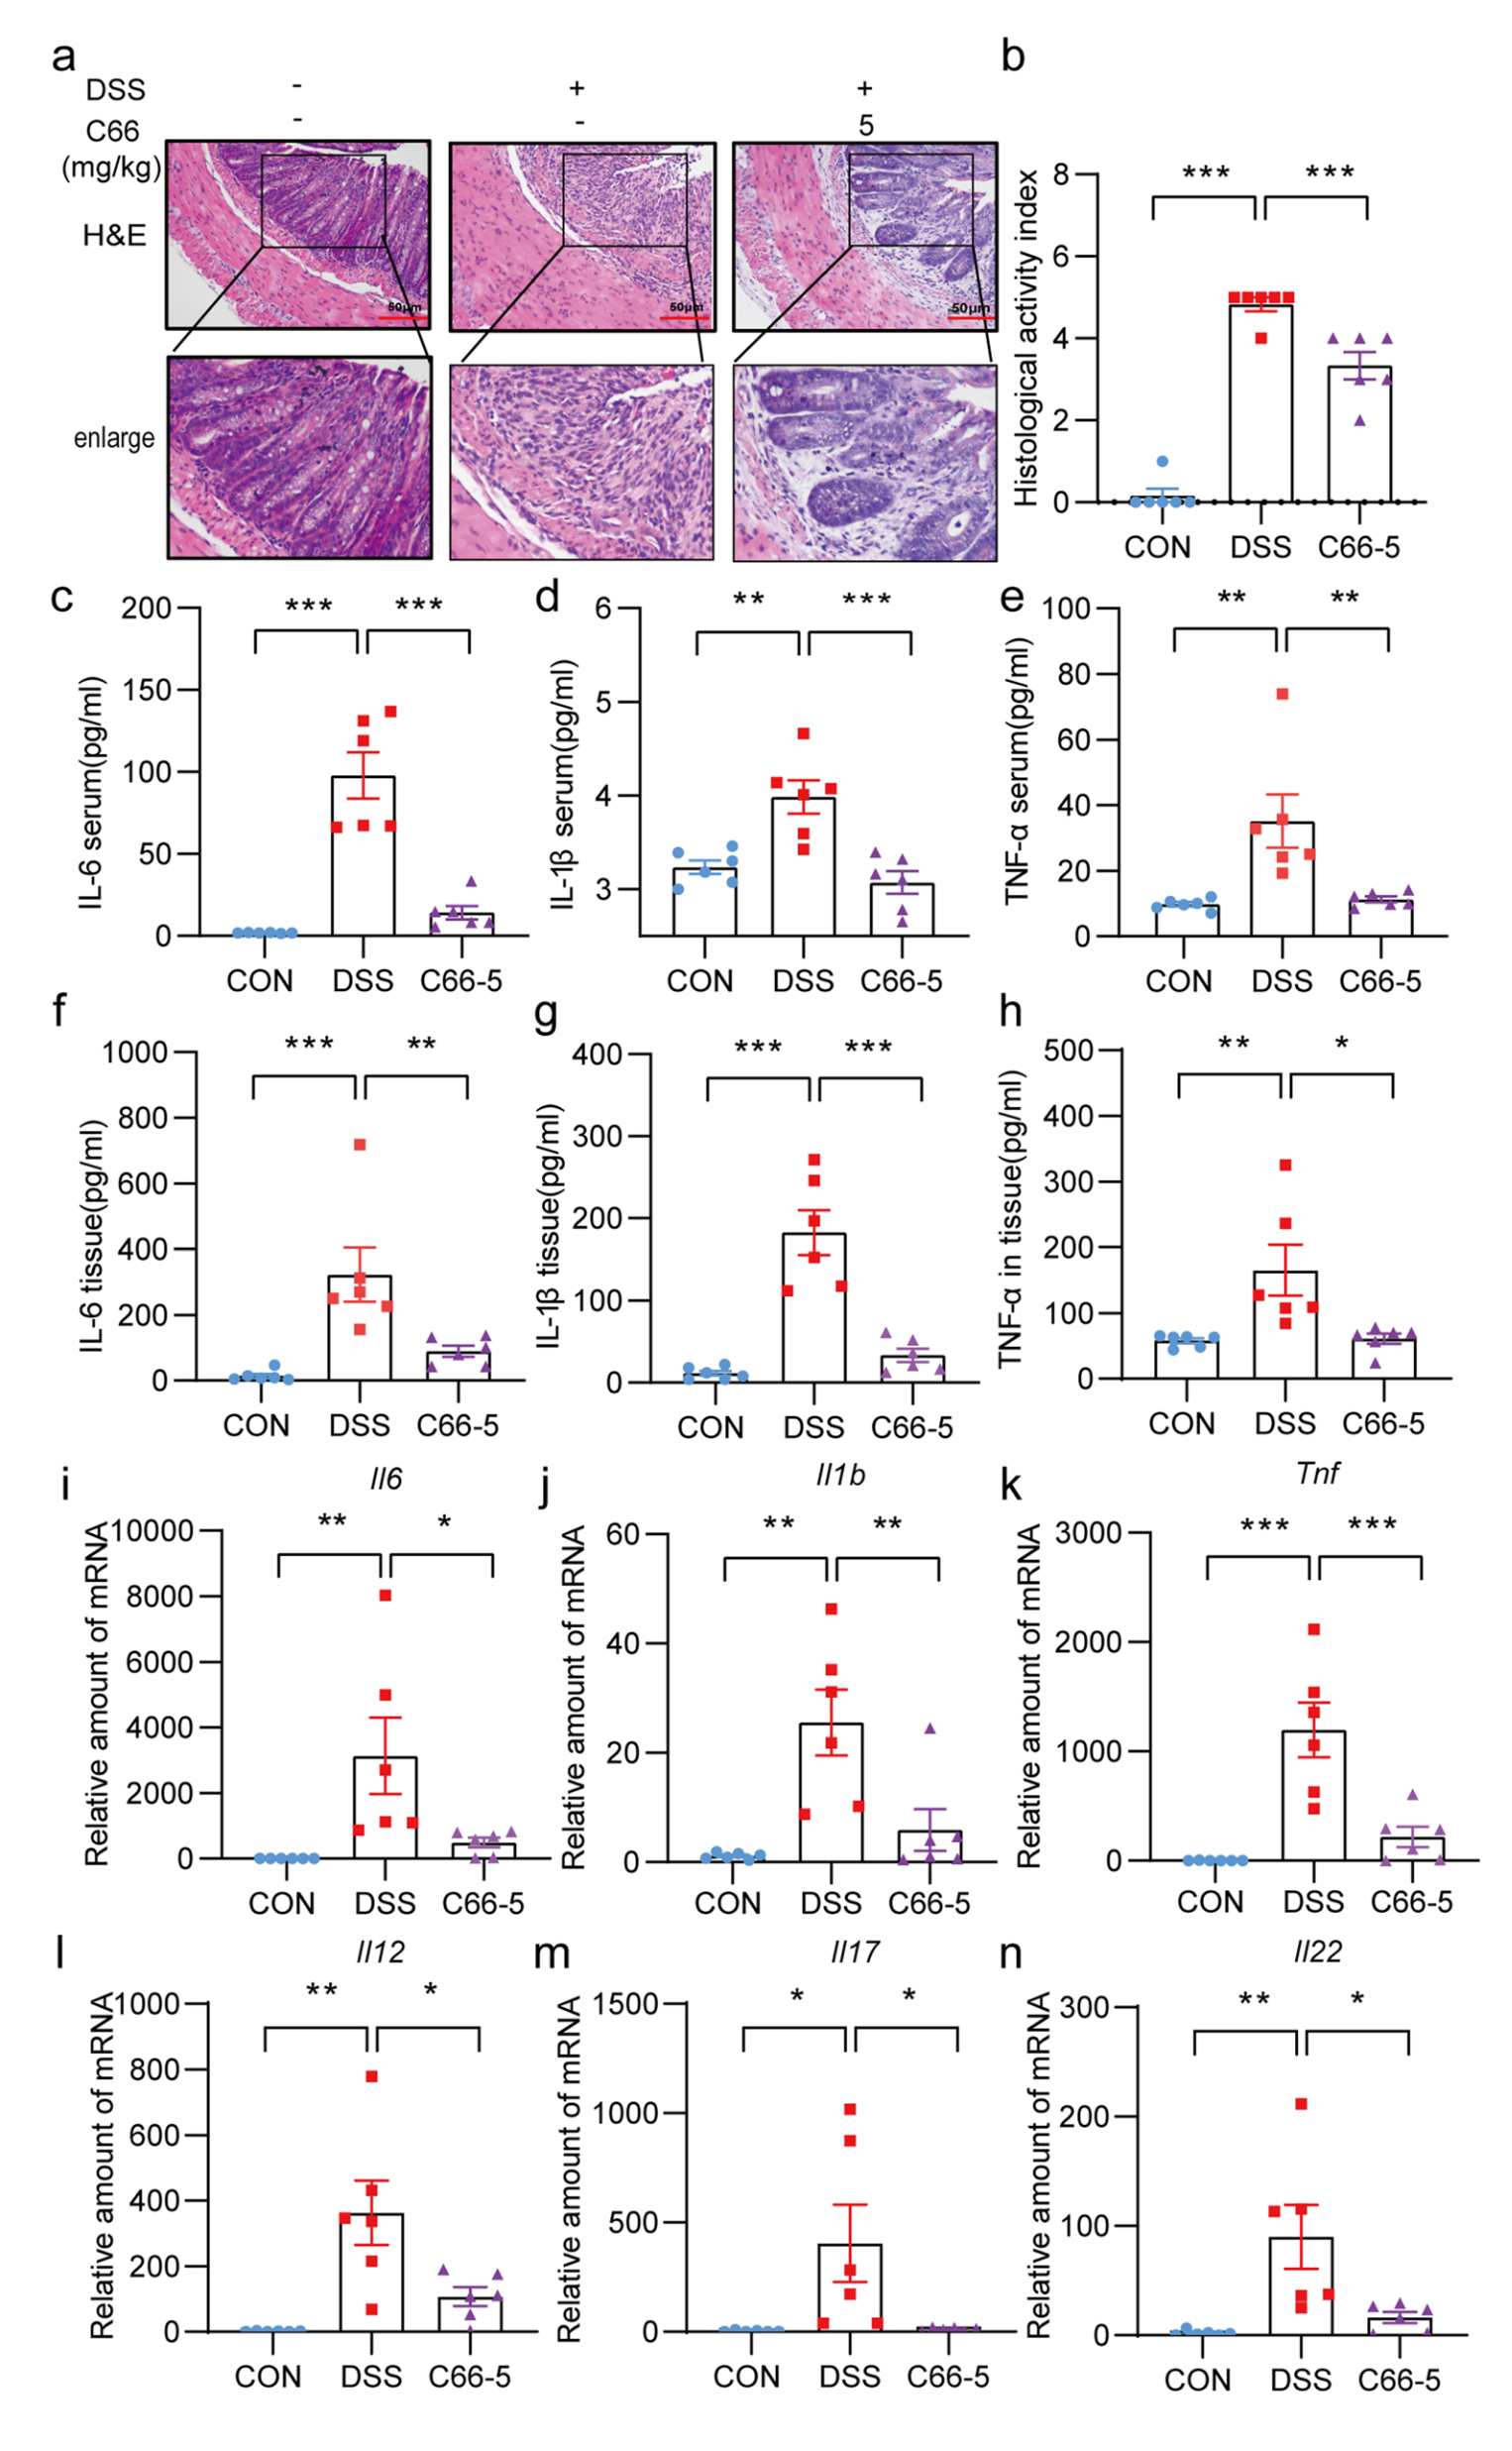 a
DSS - + +
C66 - - 5
(mg/kg)
H&E
50μm 50μm 50μm
enlarge
b
Histological activity index
8
6
4
2
0
*** ***
CON DSS C66-5
c
IL-6 serum(pg/ml)
200
150
100
50
0
*** ***
CON DSS C66-5
d
IL-1β serum(pg/ml)
6
5
4
3
** ***
CON DSS C66-5
e
TNF-α serum(pg/ml)
100
80
60
40
20
0
** **
CON DSS C66-5
f
IL-6 tissue(pg/ml)
1000
800
600
400
200
0
*** **
CON DSS C66-5
g
IL-1β tissue(pg/ml)
400
300
200
100
0
*** ***
CON DSS C66-5
h
TNF-α in tissue(pg/ml)
500
400
300
200
100
0
** *
CON DSS C66-5
i
Il6
Relative amount of mRNA
10000
8000
6000
4000
2000
0
** *
CON DSS C66-5
j
Il1b
Relative amount of mRNA
60
40
20
0
** **
CON DSS C66-5
k
Tnf
Relative amount of mRNA
3000
2000
1000
0
*** ***
CON DSS C66-5
l
Il12
Relative amount of mRNA
1000
800
600
400
200
0
** *
CON DSS C66-5
m
Il17
Relative amount of mRNA
1500
1000
500
0
* *
CON DSS C66-5
n
Il22
Relative amount of mRNA
300
200
100
0
** *
CON DSS C66-5